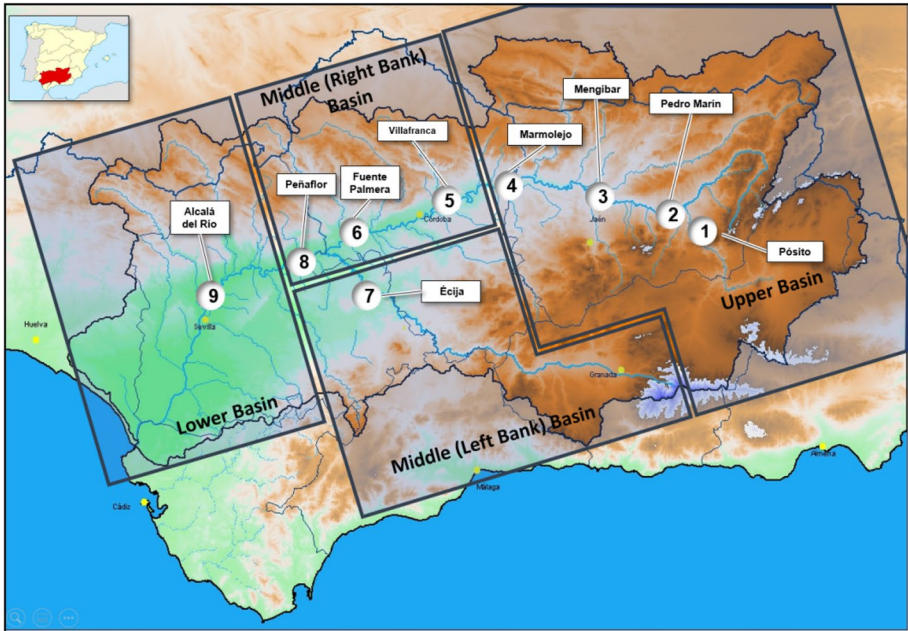 Middle (Right Bank)
Basin
Mengibar
Pedro Marín
Villafranca
Marmolejo
Peñaflor
Fuente
Palmera
Alcalá
del Río
4
5
3
2
1
Córdoba
Jaén
6
Pósito
8
9
7
Écija
Upper Basin
Huelva
Sevilla
Granada
Lower Basin
Middle (Left Bank) Basin
Almería
Málaga
Cádiz